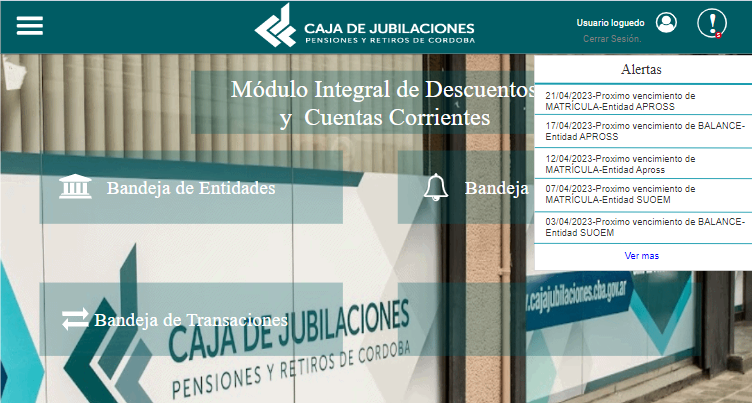 CAJA DE JUBILACIONES
PENSIONES Y RETIROS DE CORDOBA
Usuario loguedo
Cerrar Sesión.
Módulo Integral de Descuentos
y Cuentas Corrientes
Alertas
21/04/2023-Proximo vencimiento de
MATRÍCULA-Entidad APROSS
17/04/2023-Proximo vencimiento de BALANCE-
Entidad APROSS
12/04/2023-Proximo vencimiento de
MATRÍCULA-Entidad Apross
07/04/2023-Proximo vencimiento de
MATRÍCULA-Entidad SUOEM
03/04/2023-Proximo vencimiento de BALANCE-
Entidad SUOEM
Ver mas
Bandeja de Entidades
Bandeja
Bandeja de Transaciones
CAJA DE JUBILACIONES
PENSIONES Y RETIROS DE CORDOBA
www.cajajubilaciones.cba.gov.ar